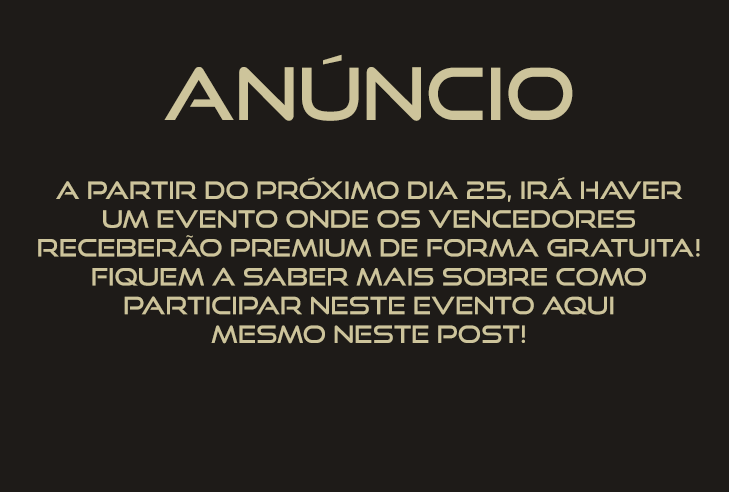 ANÚNCIO
A PARTIR DO PRÓXIMO DIA 25, IRÁ HAVER
UM EVENTO ONDE OS VENCEDORES
RECEBERÃO PREMIUM DE FORMA GRATUITA!
FIQUEM A SABER MAIS SOBRE COMO
PARTICIPAR NESTE EVENTO AQUI
MESMO NESTE POST!